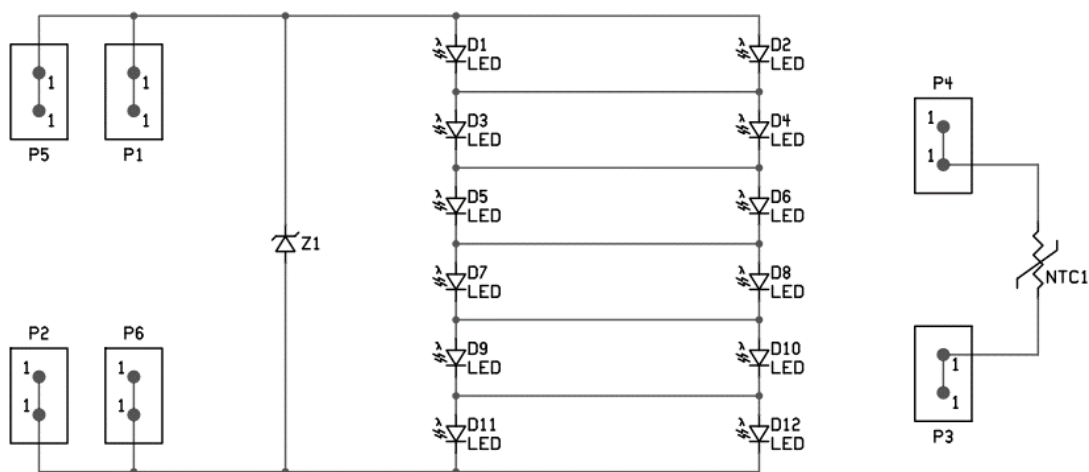 1
1
P5
1
1
P1
P2
1
1
P6
1
1
Z1
λ
D1
LED
λ
D2
LED
λ
D3
LED
λ
D4
LED
λ
D5
LED
λ
D6
LED
λ
D7
LED
λ
D8
LED
λ
D9
LED
λ
D10
LED
λ
D11
LED
λ
D12
LED
P4
1
1
NTC1
1
1
P3